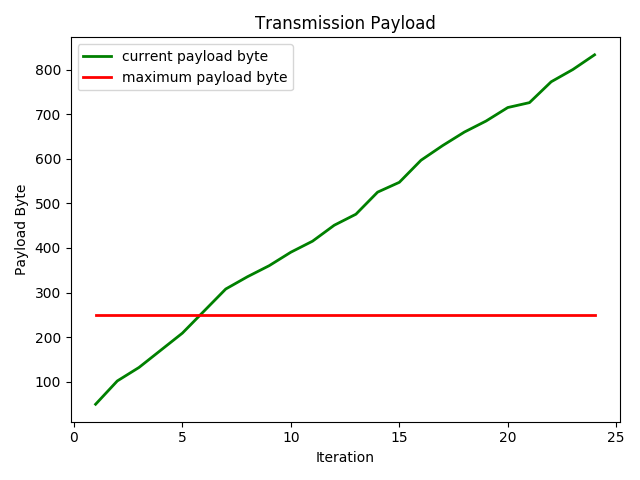 Transmission Payload
current payload byte
maximum payload byte
Payload Byte
800
700
600
500
400
300
200
100
0 5 10 15 20 25
Iteration